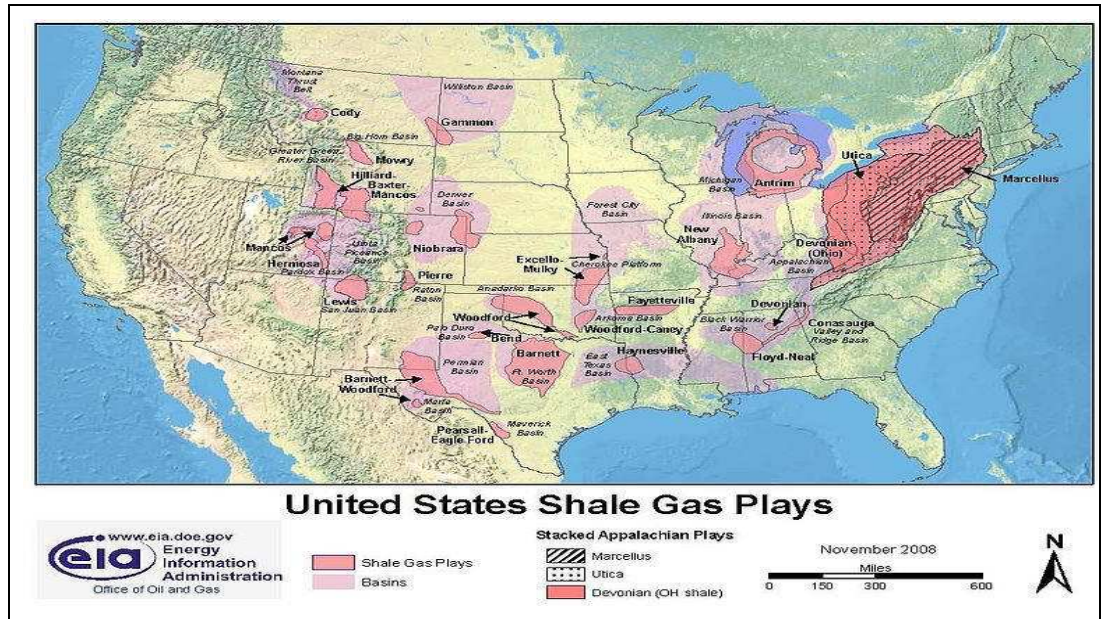 Montana
Thrust
Belt
Cody
Williston Basin
Gammon
Big Horn Basin
Greater Green
River Basin
Mowry
Hilliard-
Baxter-
Mancos
Denver
Basin
Niobrara
Mancos
Uinta
Piceance
Basin
Hermosa
Paradox Basin
Pierre
Raton
Basin
Lewis
San Juan Basin
Anadarko Basin
Forest City
Basin
Excello-
Mulky
Cherokee Platform
Woodford
Palo Duro
Basin
Bend
Fayetteville
Arkoma Basin
Woodford-Caney
Barnett
Ft. Worth
Basin
Permian
Basin
Barnett-
Woodford
Marfa
Basin
Pearsall-
Eagle Ford
Maverick
Basin
East
Texas
Basin
Haynesville
Michigan
Basin
Antrim
Illinois Basin
New
Albany
Utica
Marcellus
Devonian
(Ohio)
Appalachian
Basin
Devonian
Black Warrior
Basin
Conasauga
Valley and
Ridge Basin
Floyd-Neal
United States Shale Gas Plays
www.eia.doe.gov
eia
Energy
Information
Administration
Office of Oil and Gas
Shale Gas Plays
Basins
Stacked Appalachian Plays
Marcellus
Utica
Devonian (OH shale)
November 2008
Miles
0 150 300 600
N